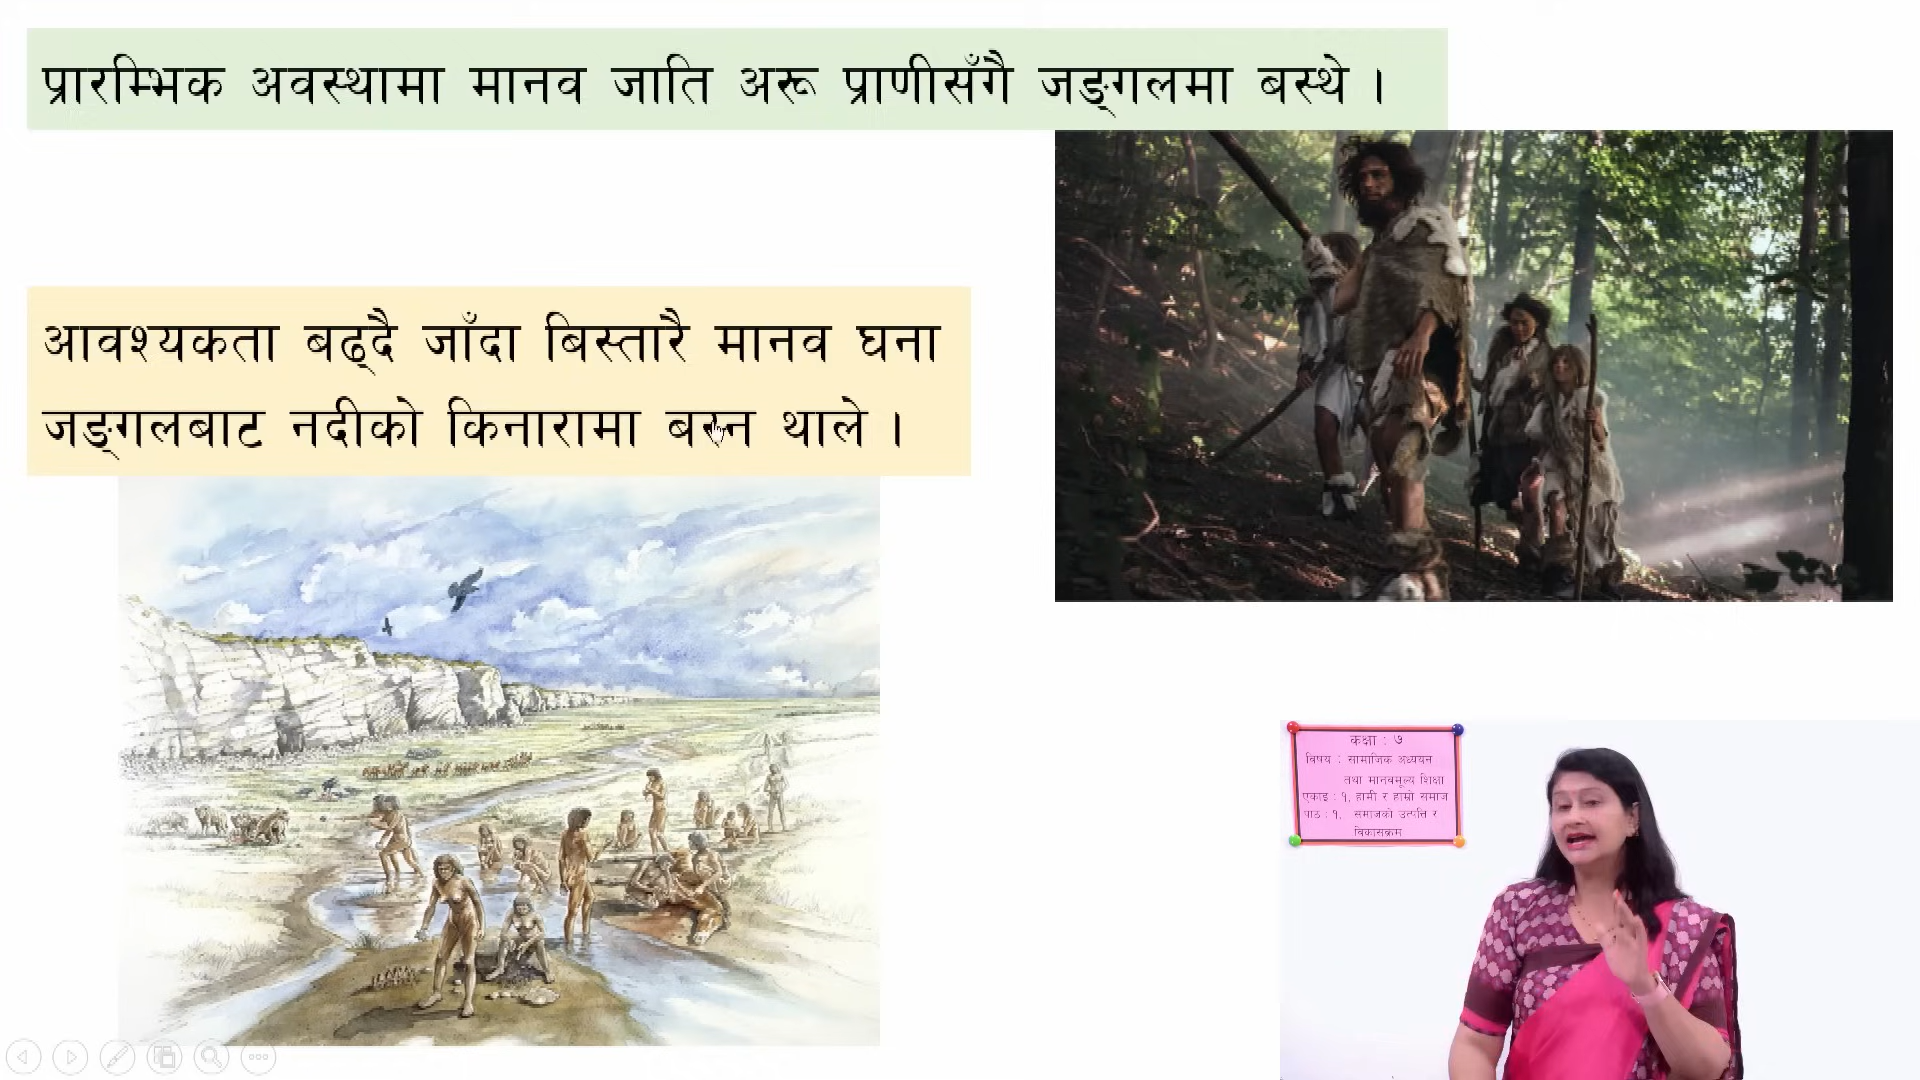 प्रारम्भिक अवस्थामा मानव जाति अरू प्राणीसँगै जङ्गलमा बस्थे ।
आवश्यकता बढ्दै जाँदा बिस्तारै मानव घना
जङ्गलबाट नदीको किनारामा बस्न थाले ।
कक्षा : ७
विषय : सामाजिक अध्ययन
तथा मानवमूल्य शिक्षा
एकाइ : १. हामी र हाम्रो समाज
पाठ : १. समाजको उत्पत्ति र
विकासक्रम